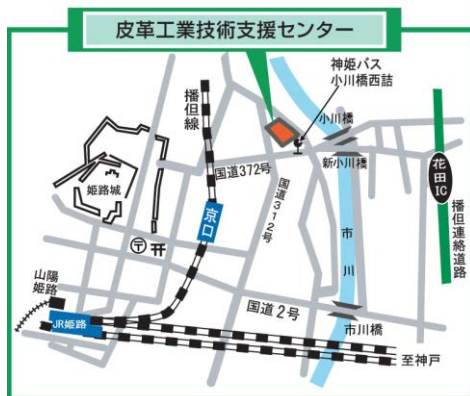 皮革工業技術支援センター
神姫バス
小川橋西詰
播但線
小川橋
国道372号
新小川橋
花田IC
姫路城
国道312号
播但連絡道路
京口
市川
〒
山陽
姫路
JR姫路
国道2号
市川橋
至神戸